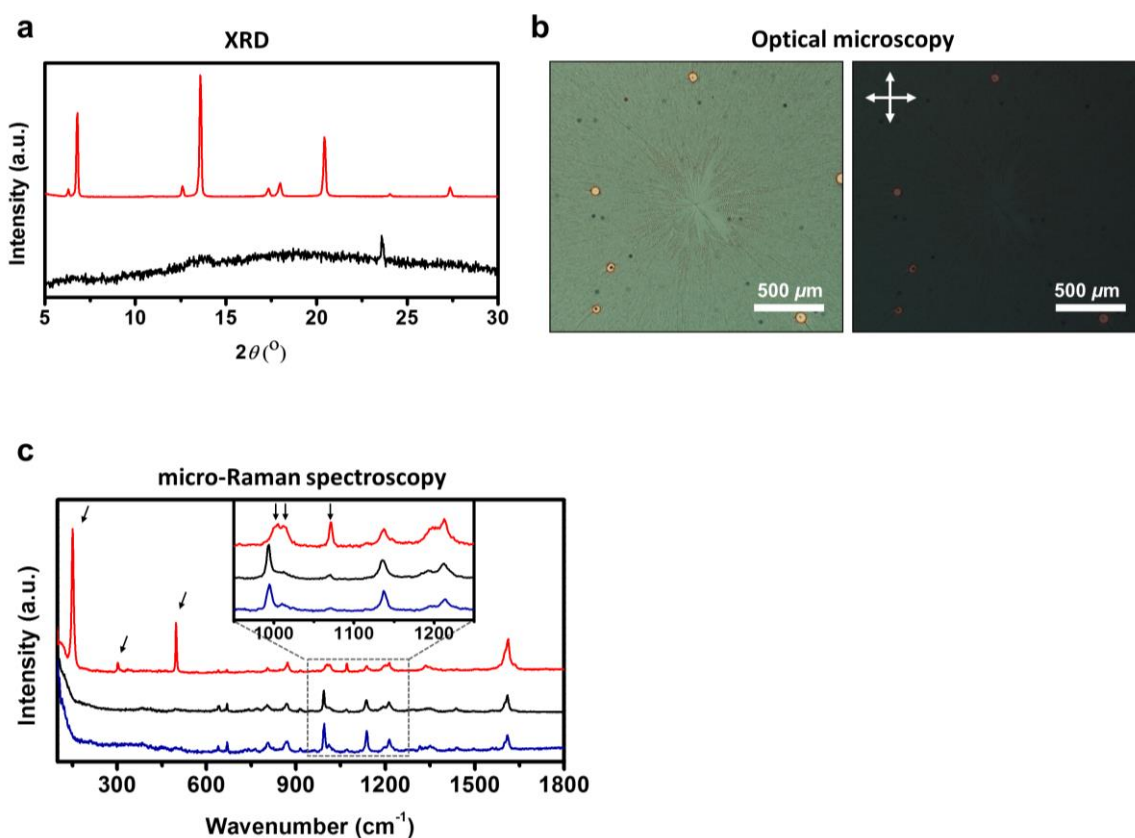 a
XRD
Intensity (a.u.)
5 10 15 20 25 30
2θ(°)
b
Optical microscopy
500 µm
500 µm
c
micro-Raman spectroscopy
Intensity (a.u.)
1000 1100 1200
300 600 900 1200 1500 1800
Wavenumber (cm⁻¹)